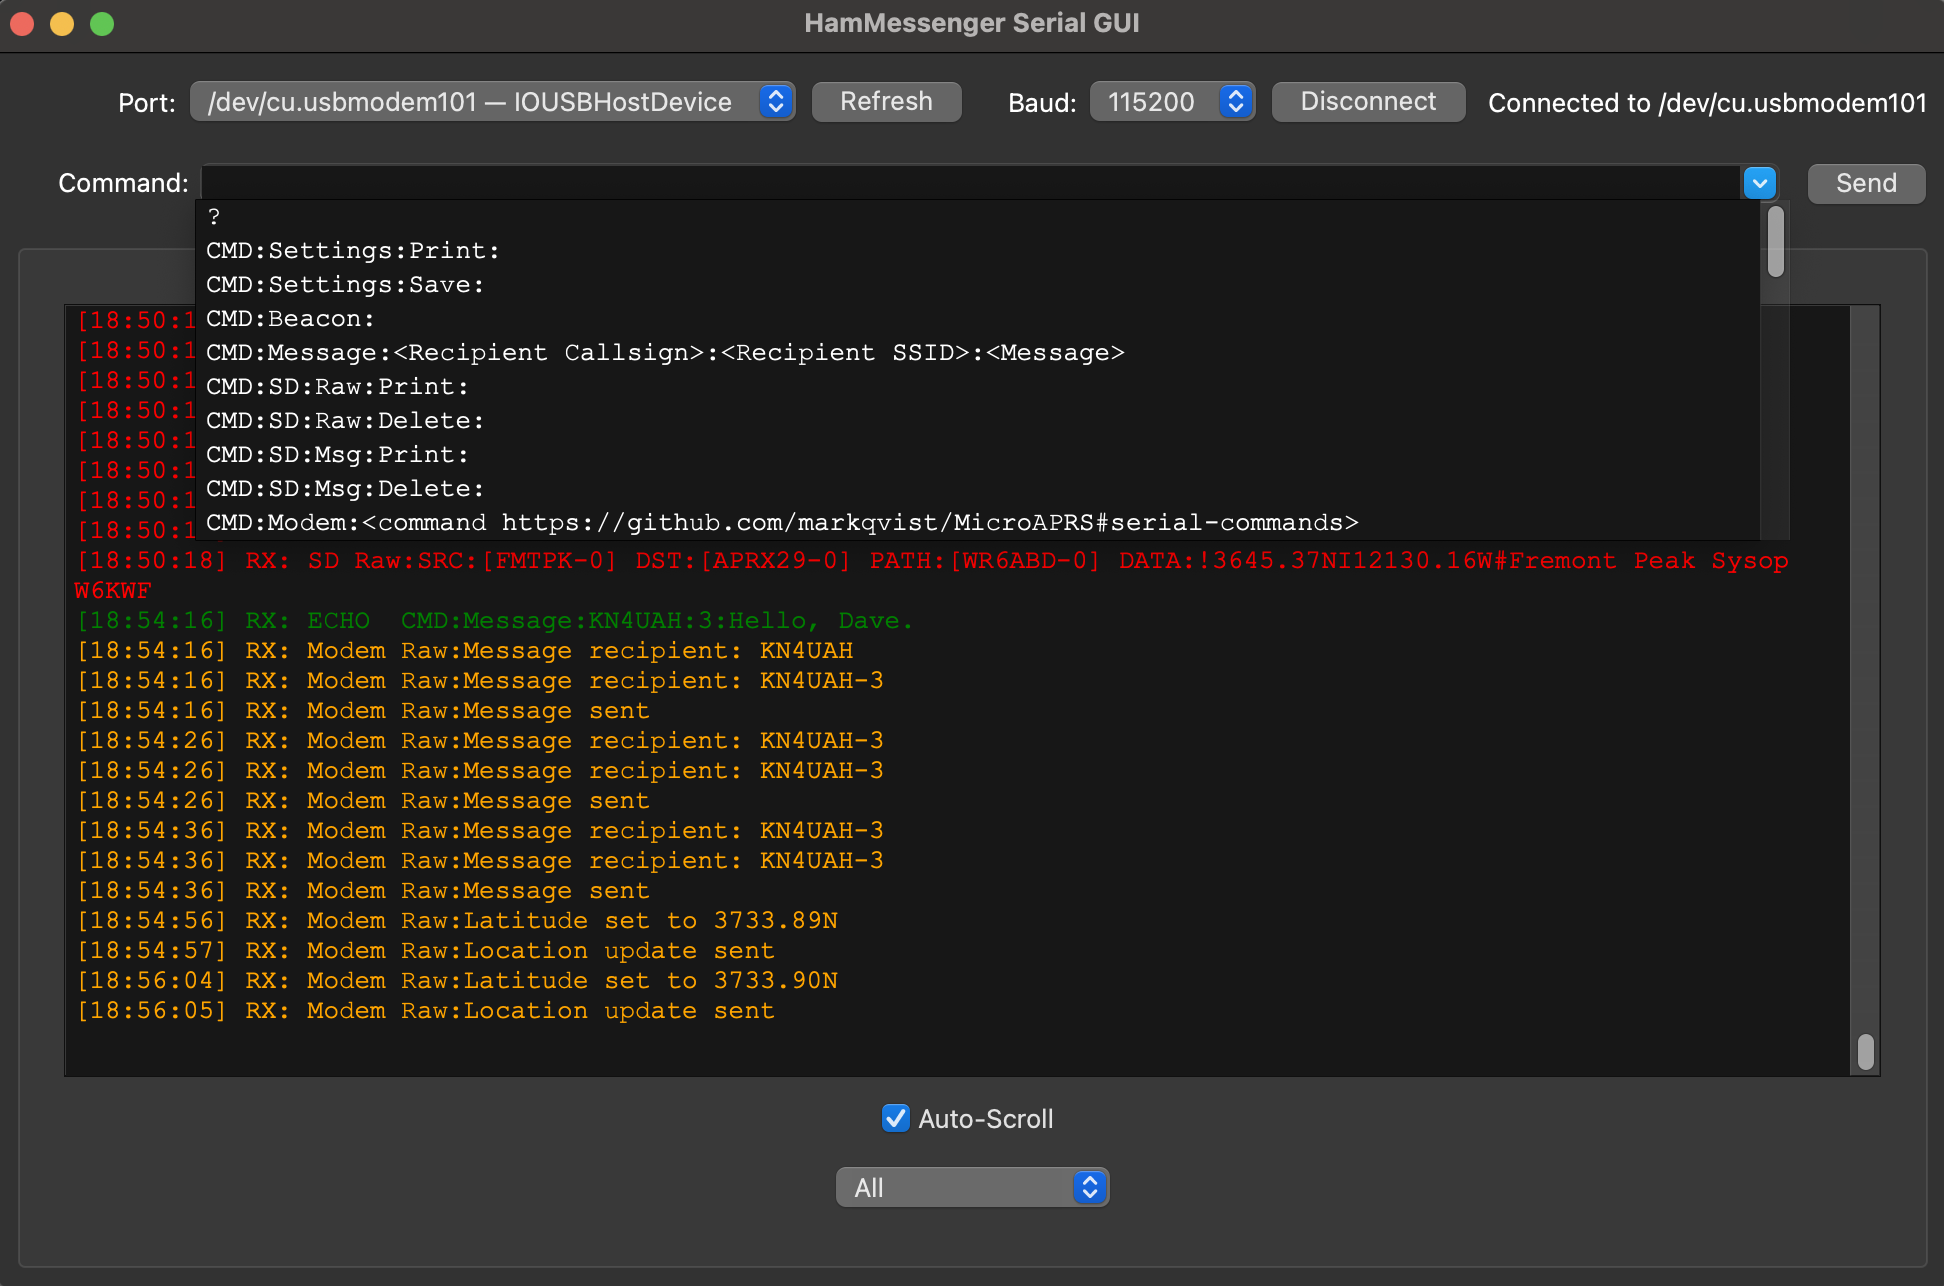 HamMessenger Serial GUI
Port: /dev/cu.usbmodem101 — IOUSBHostDevice Refresh Baud: 115200 Disconnect Connected to /dev/cu.usbmodem101
Command: Send
?
CMD:Settings:Print:
CMD:Settings:Save:
CMD:Beacon:
CMD:Message:<Recipient Callsign>:<Recipient SSID>:<Message>
CMD:SD:Raw:Print:
CMD:SD:Raw:Delete:
CMD:SD:Msg:Print:
CMD:SD:Msg:Delete:
CMD:Modem:<command https://github.com/markqvist/MicroAPRS#serial-commands>
[18:50:1
[18:50:1
[18:50:1
[18:50:1
[18:50:1
[18:50:1
[18:50:1
[18:50:1
[18:50:18] RX: SD Raw:SRC:[FMTPK-0] DST:[APRX29-0] PATH:[WR6ABD-0] DATA:!3645.37NI12130.16W#Fremont Peak Sysop
W6KWF
[18:54:16] RX: ECHO  CMD:Message:KN4UAH:3:Hello, Dave.
[18:54:16] RX: Modem Raw:Message recipient: KN4UAH
[18:54:16] RX: Modem Raw:Message recipient: KN4UAH-3
[18:54:16] RX: Modem Raw:Message sent
[18:54:26] RX: Modem Raw:Message recipient: KN4UAH-3
[18:54:26] RX: Modem Raw:Message recipient: KN4UAH-3
[18:54:26] RX: Modem Raw:Message sent
[18:54:36] RX: Modem Raw:Message recipient: KN4UAH-3
[18:54:36] RX: Modem Raw:Message recipient: KN4UAH-3
[18:54:36] RX: Modem Raw:Message sent
[18:54:56] RX: Modem Raw:Latitude set to 3733.89N
[18:54:57] RX: Modem Raw:Location update sent
[18:56:04] RX: Modem Raw:Latitude set to 3733.90N
[18:56:05] RX: Modem Raw:Location update sent
Auto-Scroll
All